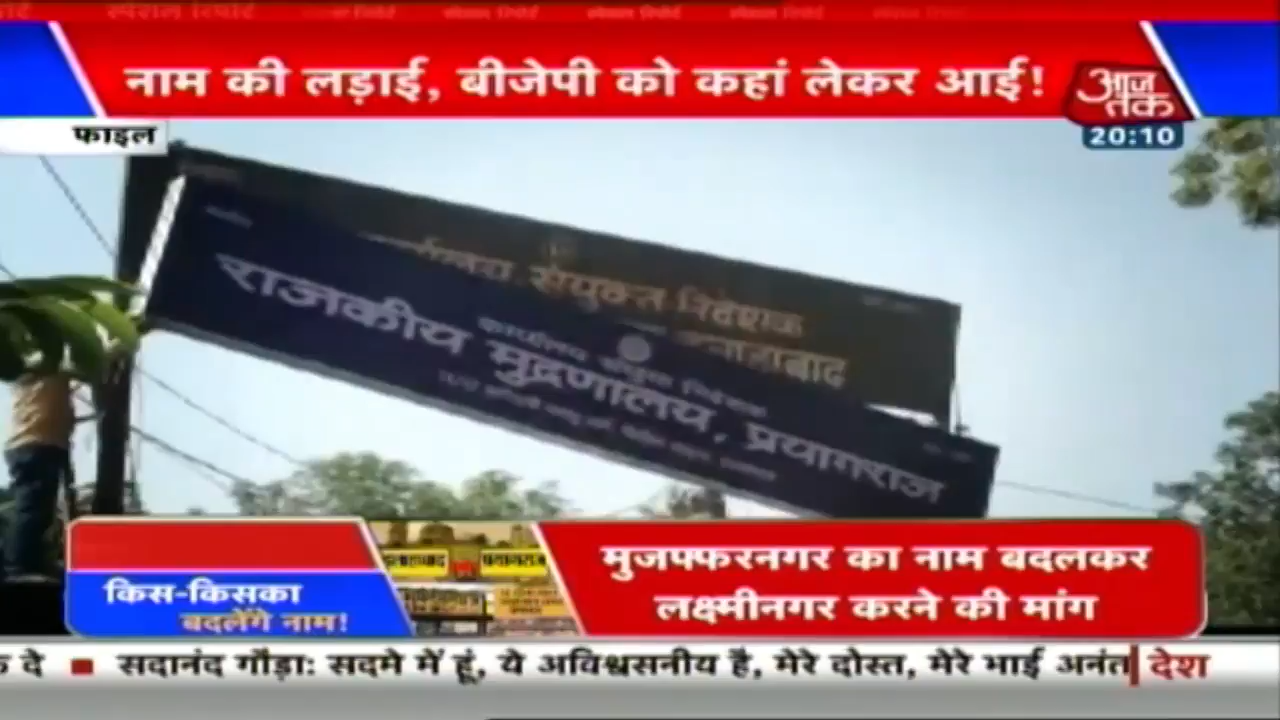 नाम की लड़ाई, बीजेपी को कहां लेकर आई!
आज
तक
20:10
फाइल
संयुक्त निदेशक
राजकीय मुद्रणालय, प्रयागराज
किस-किसका
बदलेंगे नाम!
मुजफ्फरनगर का नाम बदलकर
लक्ष्मीनगर करने की मांग
क दे ▪ सदानंद गौड़ा: सदमे में हूं, ये अविश्वसनीय है, मेरे दोस्त, मेरे भाई अनंत
देश